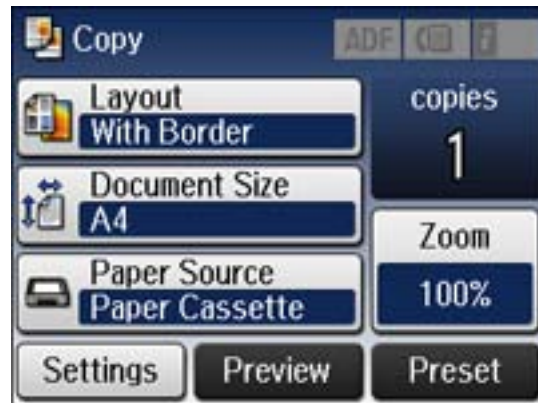 Copy
ADF
Layout
With Border
copies
1
Document Size
A4
Zoom
100%
Paper Source
Paper Cassette
Settings
Preview
Preset